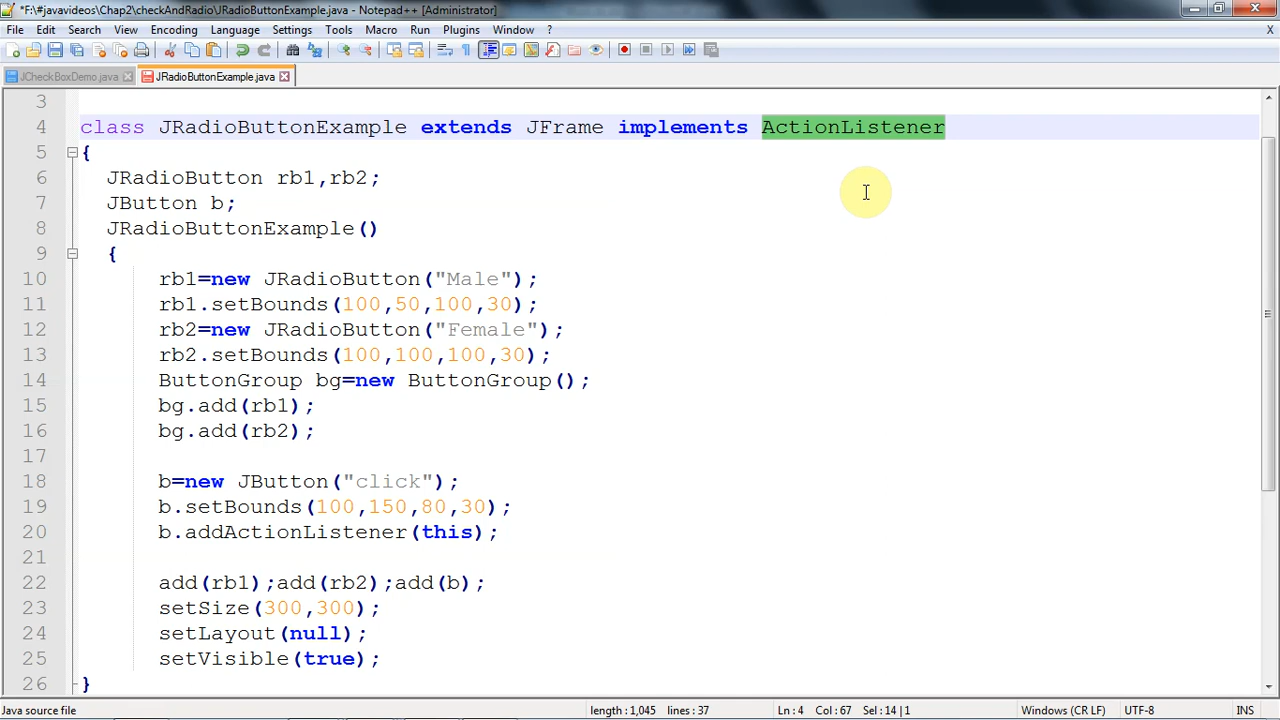 *F:\#javavideos\Chap2\checkAndRadio\JRadioButtonExample.java - Notepad++ [Administrator]
File Edit Search View Encoding Language Settings Tools Macro Run Plugins Window ? X
JCheckBoxDemo.java JRadioButtonExample.java
3
4 class JRadioButtonExample extends JFrame implements ActionListener
5 {
6 JRadioButton rb1,rb2;
7 JButton b;
8 JRadioButtonExample()
9 {
10 rb1=new JRadioButton("Male");
11 rb1.setBounds(100,50,100,30);
12 rb2=new JRadioButton("Female");
13 rb2.setBounds(100,100,100,30);
14 ButtonGroup bg=new ButtonGroup();
15 bg.add(rb1);
16 bg.add(rb2);
17
18 b=new JButton("click");
19 b.setBounds(100,150,80,30);
20 b.addActionListener(this);
21
22 add(rb1);add(rb2);add(b);
23 setSize(300,300);
24 setLayout(null);
25 setVisible(true);
26 }
Java source file length : 1,045 lines : 37 Ln : 4 Col : 67 Sel : 14 | 1 Windows (CR LF) UTF-8 INS